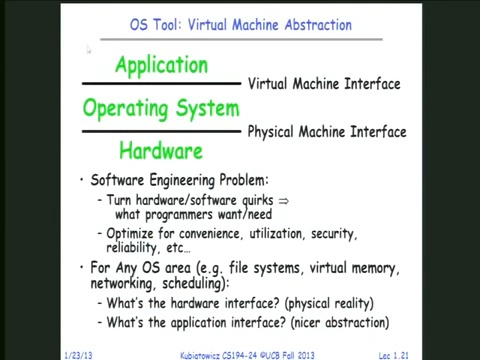 OS Tool: Virtual Machine Abstraction
Application
Virtual Machine Interface
Operating System
Physical Machine Interface
Hardware
• Software Engineering Problem:
– Turn hardware/software quirks ⇒
what programmers want/need
– Optimize for convenience, utilization, security,
reliability, etc…
• For Any OS area (e.g. file systems, virtual memory,
networking, scheduling):
– What's the hardware interface? (physical reality)
– What's the application interface? (nicer abstraction)
1/23/13 Kubiatowicz CS194-24 ©UCB Fall 2013 Lec 1.21